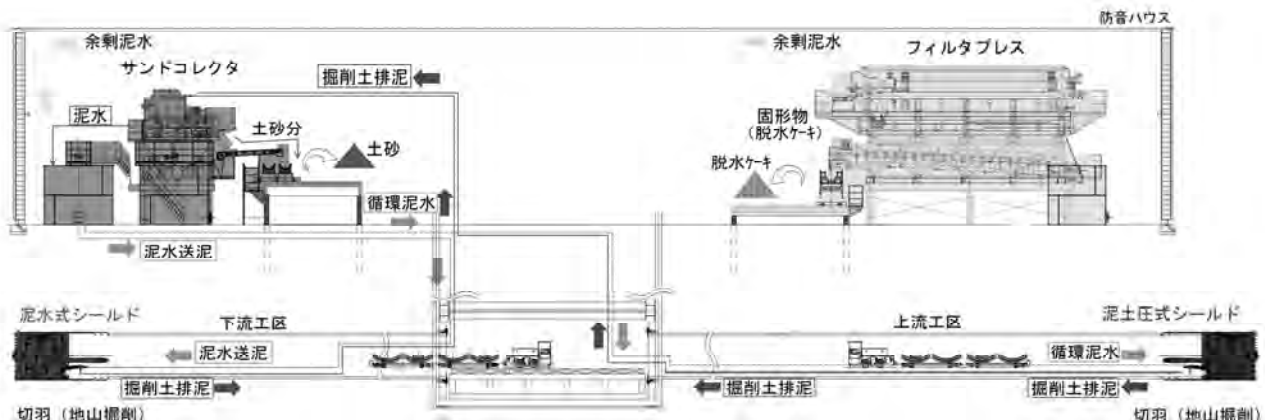 防音ハウス
余剰泥水
サンドコレクタ
掘削土排泥
泥水
土砂分
土砂
循環泥水
泥水送泥
余剰泥水
フィルタプレス
固形物
(脱水ケーキ)
脱水ケーキ
泥水式シールド
下流工区
泥水送泥
掘削土排泥
切羽（地山掘削）
上流工区
泥土圧式シールド
循環泥水
掘削土排泥
掘削土排泥
切羽（地山掘削）